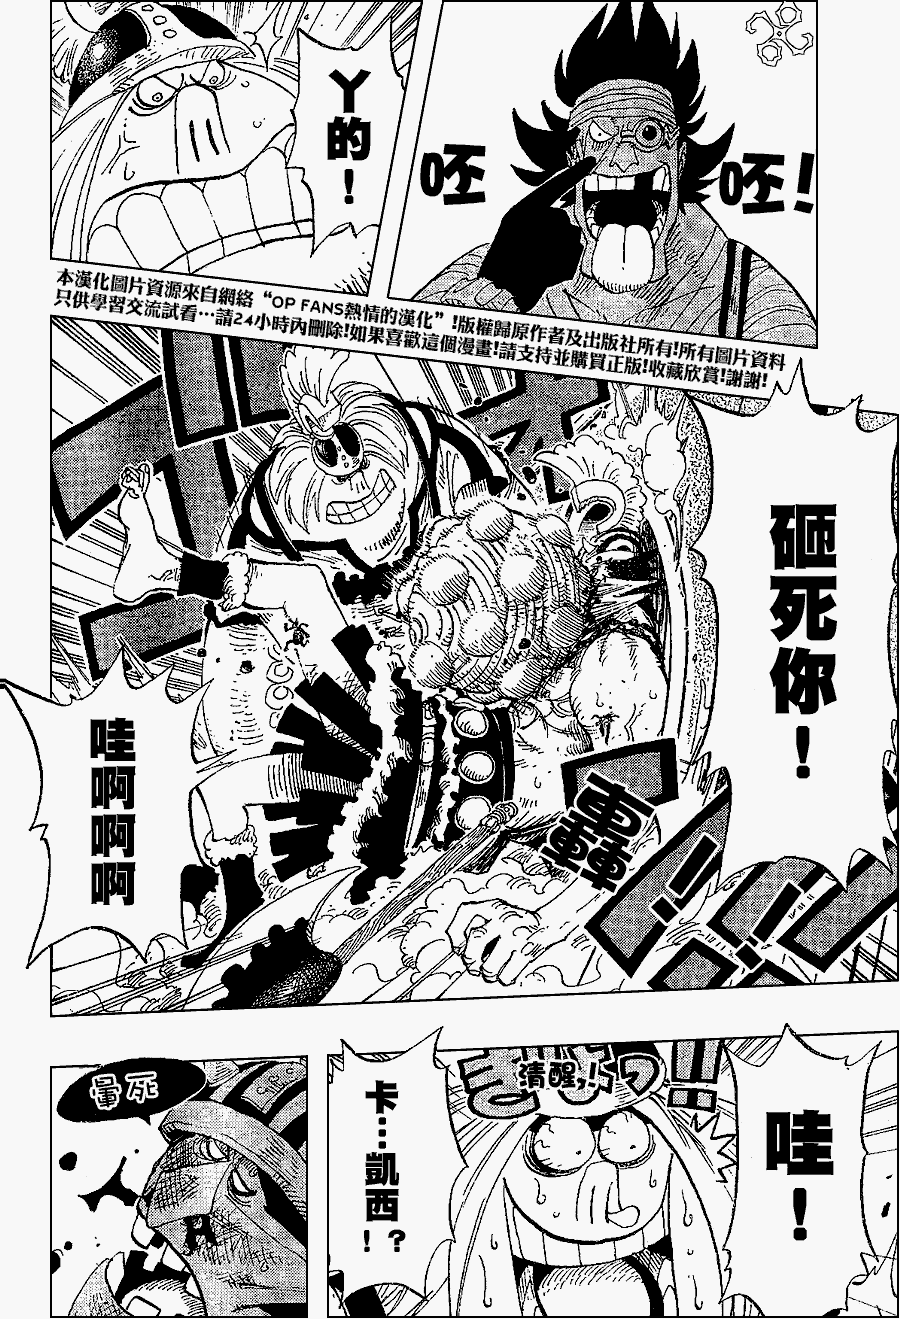 呸
呸!
丫的!
本漢化圖片資源來自網絡“OP FANS熱情的漢化”!版權歸原作者及出版社所有!所有圖片資料
只供學習交流試看…請24小時內刪除!如果喜歡這個漫畫!請支持並購買正版!收藏欣賞!謝謝!
砸死你!
哇啊啊啊
轟轟
!!
哇!
清醒,!
ぎょっ!!
卡…凱西!?
暈死